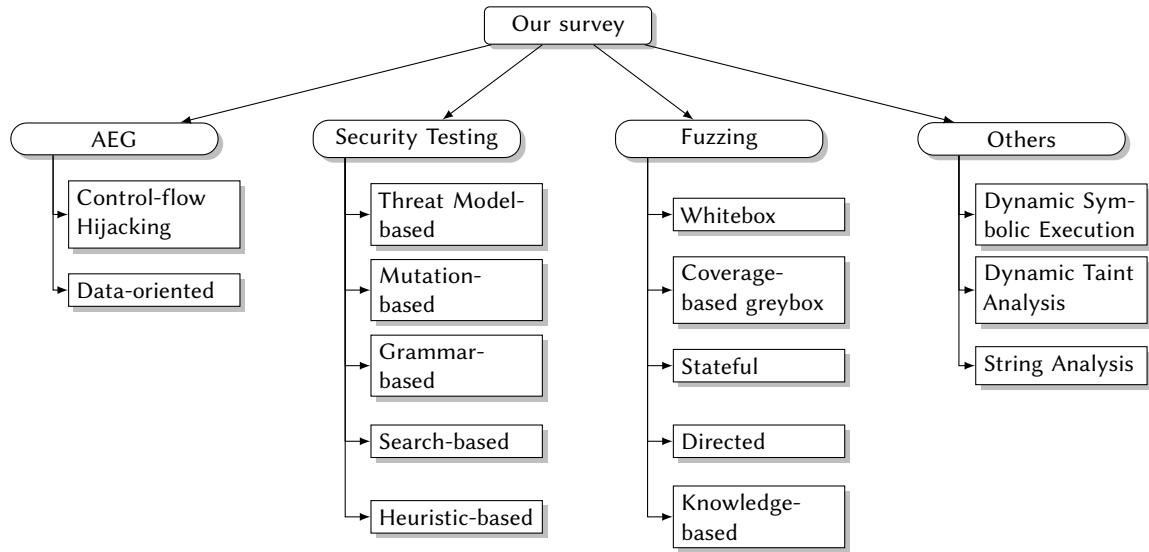 Our survey
AEG
Control-flow
Hijacking
Data-oriented
Security Testing
Threat Model-
based
Mutation-
based
Grammar-
based
Search-based
Heuristic-based
Fuzzing
Whitebox
Coverage-
based greybox
Stateful
Directed
Knowledge-
based
Others
Dynamic Sym-
bolic Execution
Dynamic Taint
Analysis
String Analysis